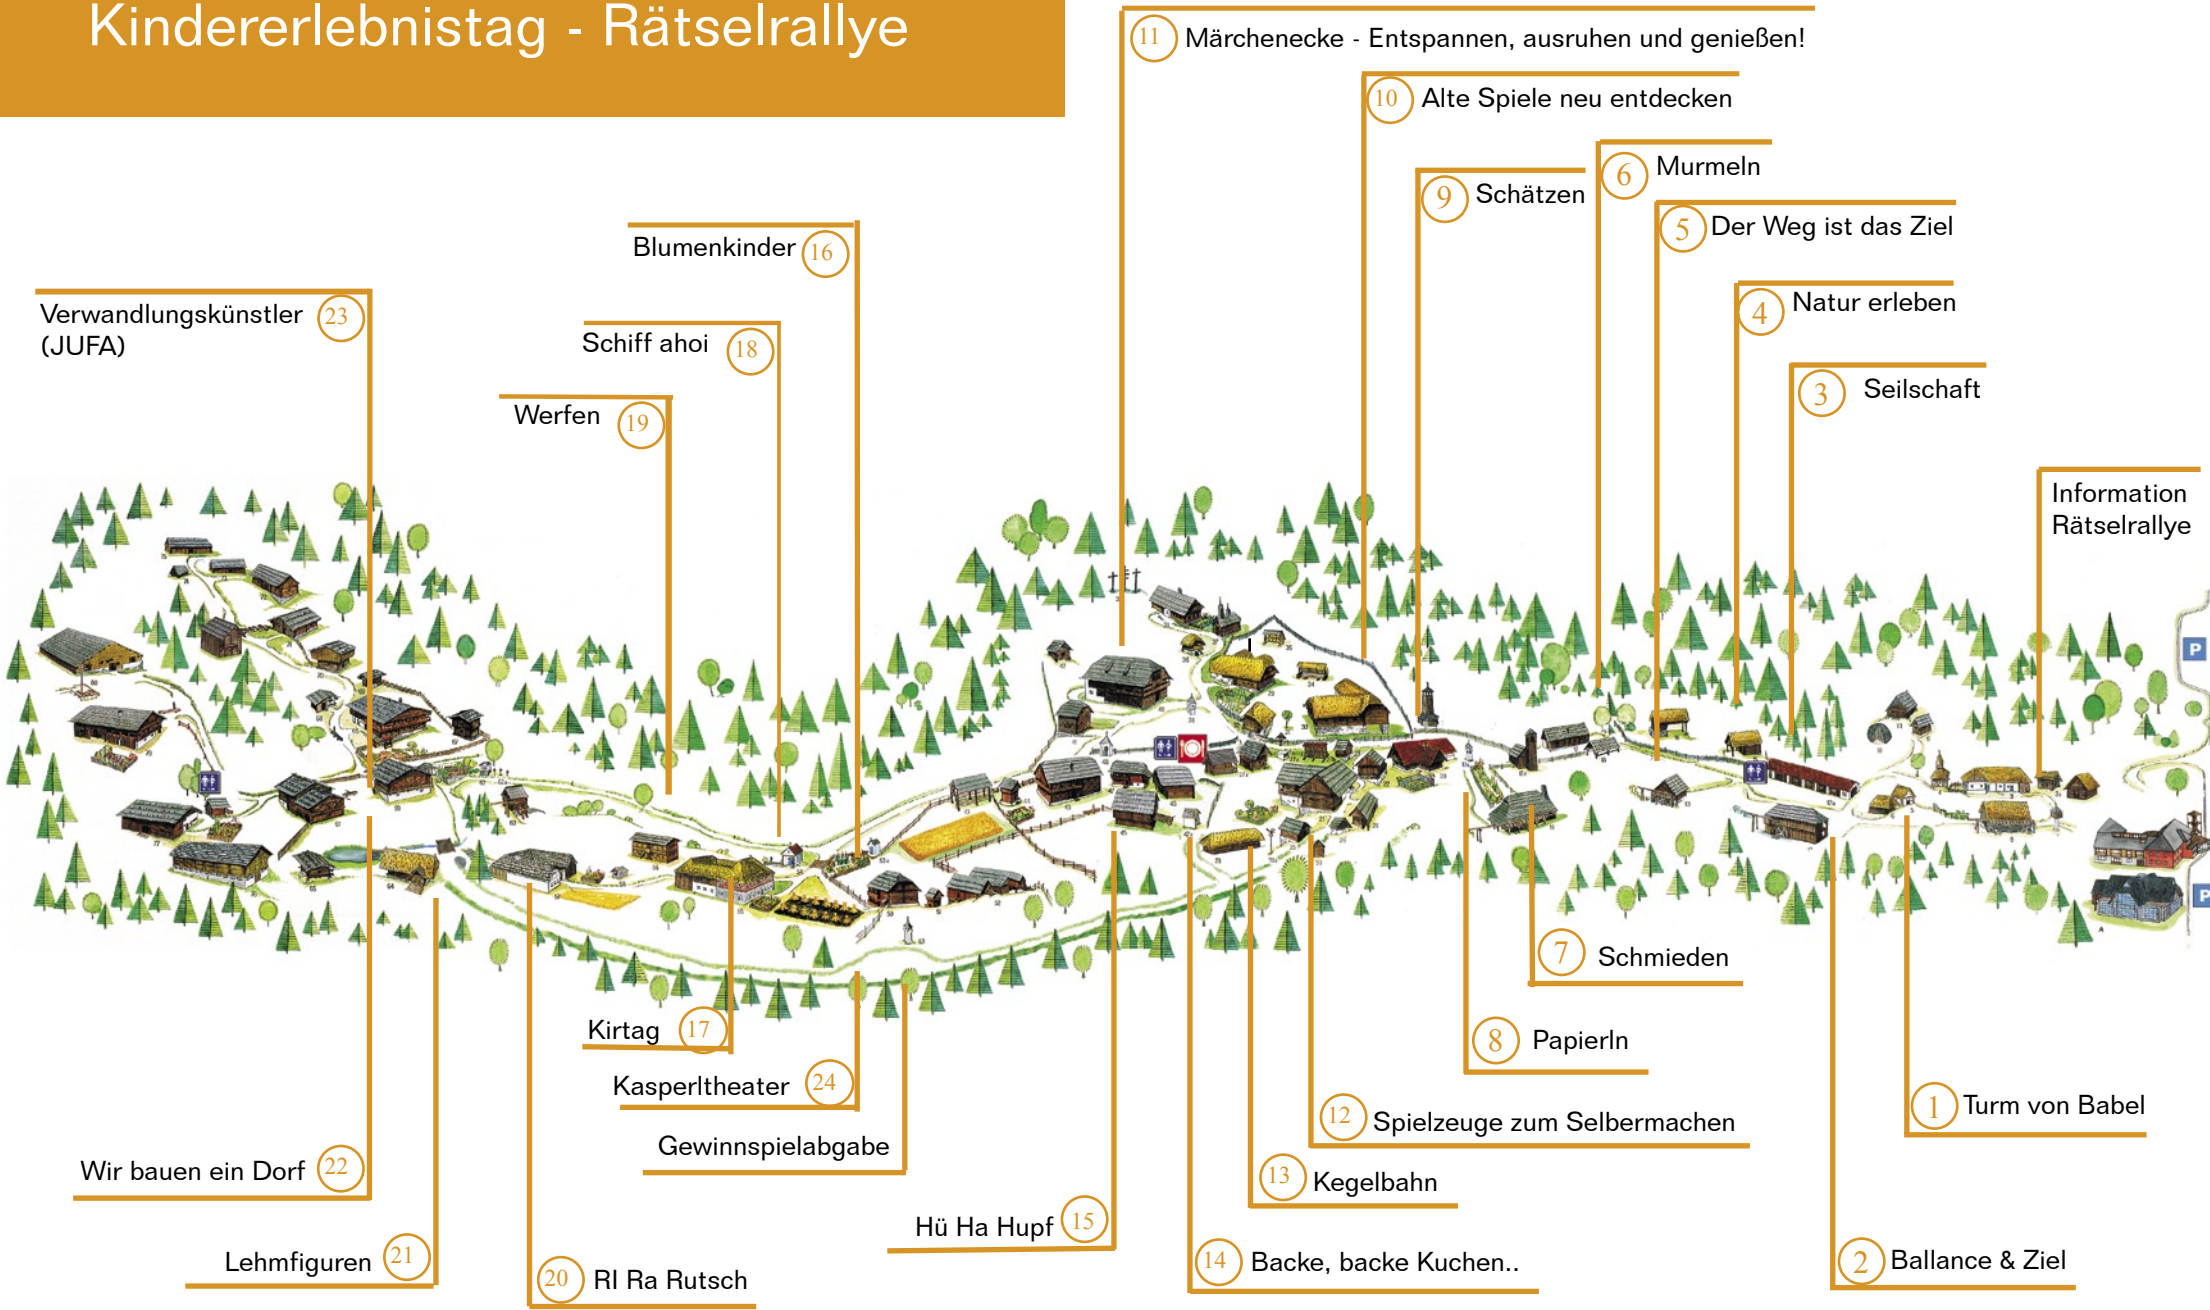 Kindererlebnistag - Rätselrallye
11 Märchenecke - Entspannen, ausruhen und genießen!
10 Alte Spiele neu entdecken
6 Murmeln
9 Schätzen
5 Der Weg ist das Ziel
Blumenkinder 16
4 Natur erleben
Verwandlungskünstler 23
(JUFA)
Schiff ahoi 18
3 Seilschaft
Werfen 19
Information
Rätselrallye
P
P
7 Schmieden
Kirtag 17
8 Papierln
Kasperltheater 24
1 Turm von Babel
12 Spielzeuge zum Selbermachen
Gewinnspielabgabe
Wir bauen ein Dorf 22
13 Kegelbahn
Hü Ha Hupf 15
Lehmfiguren 21
14 Backe, backe Kuchen..
2 Ballance & Ziel
20 RI Ra Rutsch